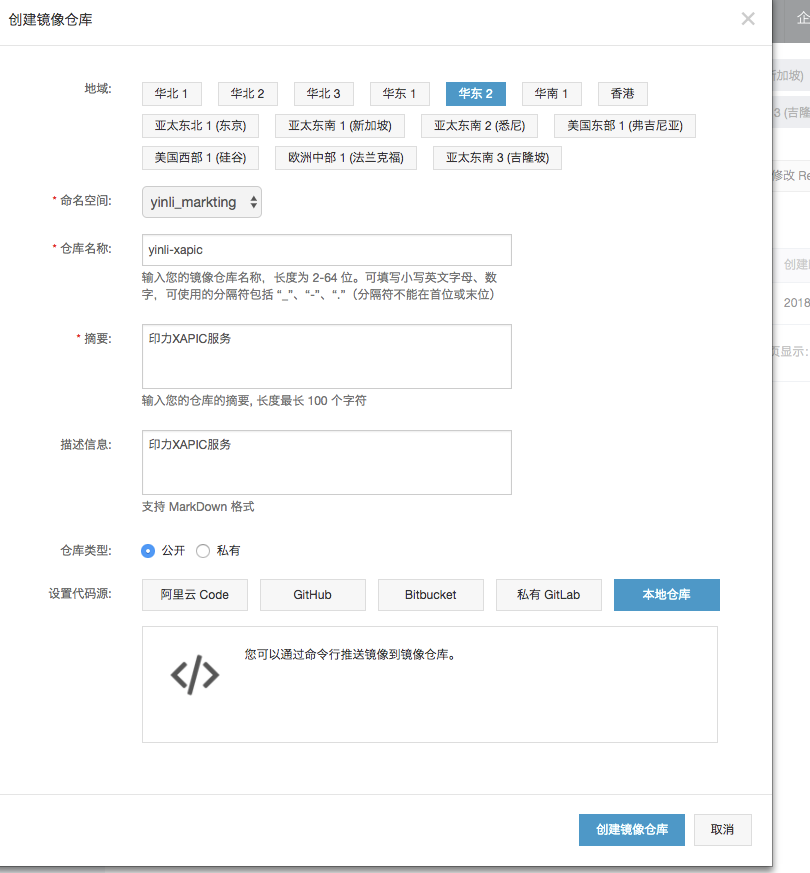 创建镜像仓库
企
地域:
华北 1 华北 2 华北 3 华东 1 华东 2 华南 1 香港
亚太东北 1 (东京) 亚太东南 1 (新加坡) 亚太东南 2 (悉尼) 美国东部 1 (弗吉尼亚)
美国西部 1 (硅谷) 欧洲中部 1 (法兰克福) 亚太东南 3 (吉隆坡)
新加坡)
3 (吉隆
修改 Re
创建
2018
页显示:
* 命名空间: yinli_markting
* 仓库名称: yinli-xapic
输入您的镜像仓库名称，长度为 2-64 位。可填写小写英文字母、数
字，可使用的分隔符包括 “_”、“-”、“.”（分隔符不能在首位或末位）
* 摘要: 印力XAPIC服务
输入您的仓库的摘要, 长度最长 100 个字符
描述信息: 印力XAPIC服务
支持 MarkDown 格式
仓库类型: 公开 私有
设置代码源: 阿里云 Code GitHub Bitbucket 私有 GitLab 本地仓库
</>
您可以通过命令行推送镜像到镜像仓库。
创建镜像仓库 取消